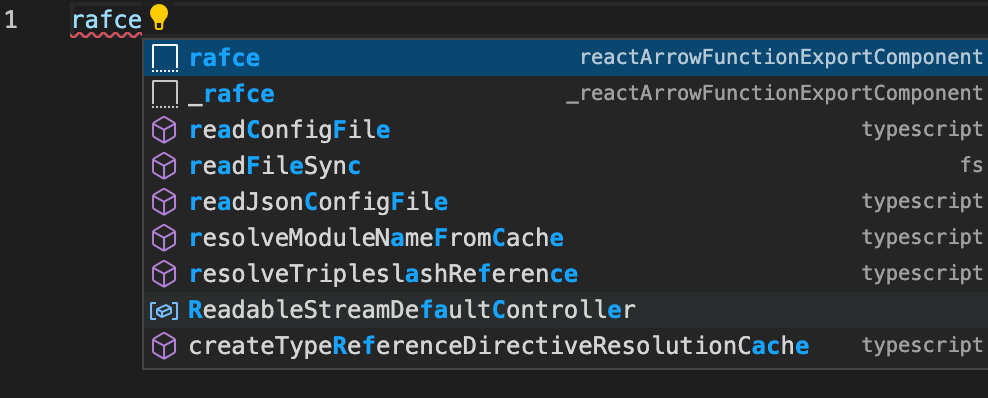 1 rafce
rafce reactArrowFunctionExportComponent
_rafce _reactArrowFunctionExportComponent
readConfigFile typescript
readFileSync fs
readJsonConfigFile typescript
resolveModuleNameFromCache typescript
resolveTripleslashReference typescript
ReadableStreamDefaultController
createTypeReferenceDirectiveResolutionCache typescript